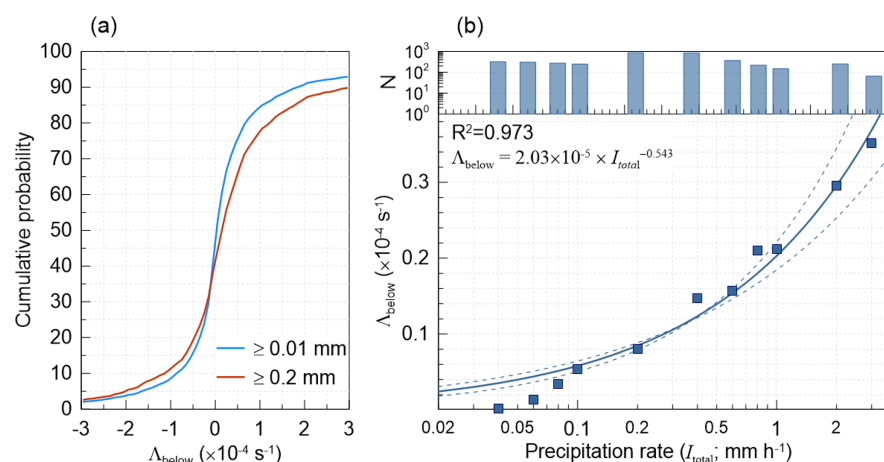 (a)
(b)
Cumulative probability
100
90
80
70
60
50
40
30
20
10
0
≥ 0.01 mm
≥ 0.2 mm
-3 -2 -1 0 1 2 3
Λbelow (×10-4 s-1)
N
10³
10²
10¹
10⁰
R²=0.973
Λbelow = 2.03×10⁻⁵ × Itotal⁻⁰·⁵⁴³
Λbelow (×10-4 s-1)
0.3
0.2
0.1
0.02 0.05 0.1 0.2 0.5 1 2
Precipitation rate (Itotal; mm h-1)